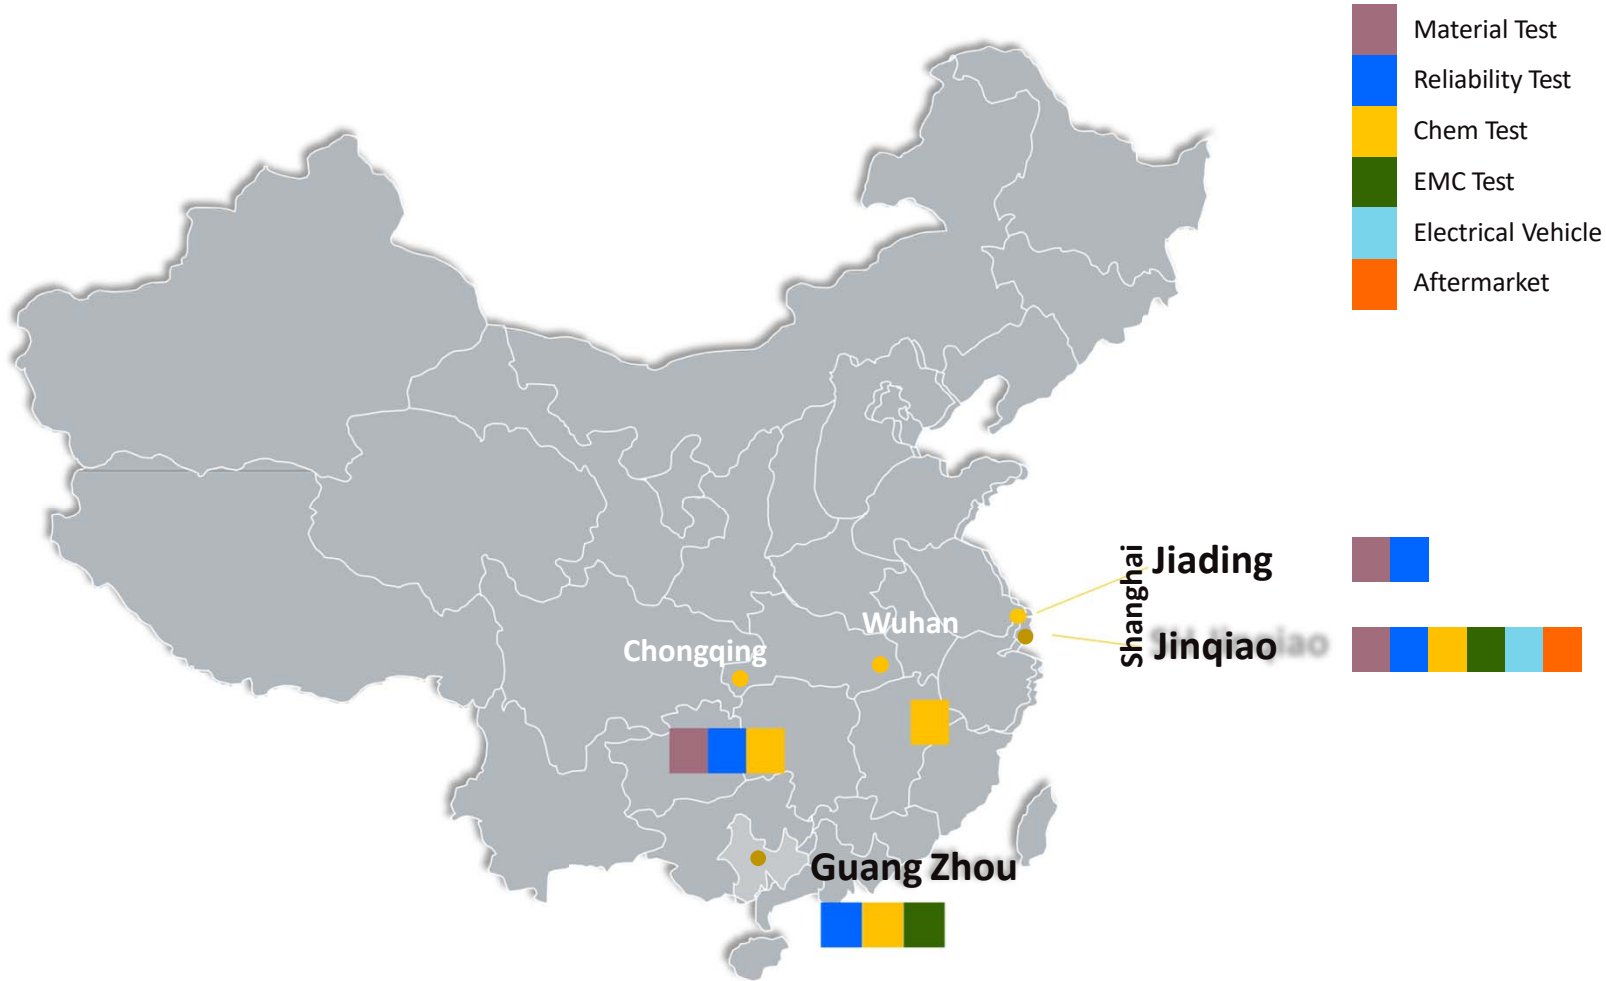 Material Test
Reliability Test
Chem Test
EMC Test
Electrical Vehicle
Aftermarket
Shanghai
Jiading
Jinqiao
Wuhan
Chongqing
Guang Zhou